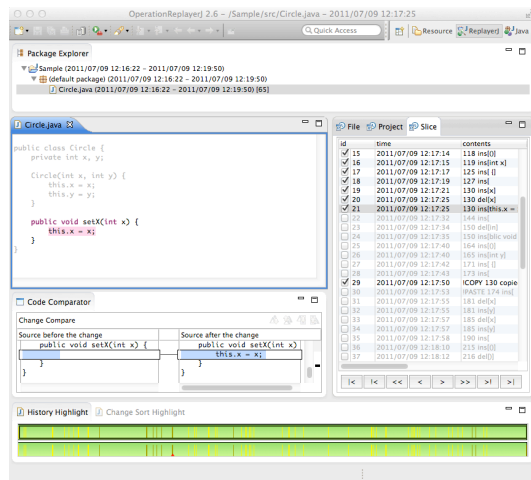 OperationReplayerJ 2.6 - /Sample/src/Circle.java - 2011/07/09 12:17:25
Quick Access
Resource
ReplayerJ
Java
Package Explorer
Sample (2011/07/09 12:16:22 - 2011/07/09 12:19:50)
(default package) (2011/07/09 12:16:22 - 2011/07/09 12:19:50)
Circle.java (2011/07/09 12:16:22 - 2011/07/09 12:19:50) [65]
Circle.java
public class Circle {
private int x, y;
Circle(int x, int y) {
this.x = x;
this.y = y;
}
public void setX(int x) {
this.x = x;
}
}
File Project Slice
id time contents
15 2011/07/09 12:17:14 118 ins[()]
16 2011/07/09 12:17:15 119 ins[int x]
17 2011/07/09 12:17:17 125 ins[ {]
18 2011/07/09 12:17:19 127 ins[
19 2011/07/09 12:17:21 130 ins[x]
20 2011/07/09 12:17:25 130 del[x]
21 2011/07/09 12:17:25 130 ins[this.x =
22 2011/07/09 12:17:32 144 ins[
23 2011/07/09 12:17:34 150 del[in]
24 2011/07/09 12:17:35 150 ins[blic void
25 2011/07/09 12:17:40 164 ins[()]
26 2011/07/09 12:17:40 165 ins[int y]
27 2011/07/09 12:17:42 171 ins[ {]
28 2011/07/09 12:17:43 173 ins[
29 2011/07/09 12:17:50 !COPY 130 copie
30 2011/07/09 12:17:53 !PASTE 174 ins[
31 2011/07/09 12:17:55 181 del[x]
32 2011/07/09 12:17:55 181 ins[y]
33 2011/07/09 12:17:57 185 del[x]
34 2011/07/09 12:17:57 185 ins[y]
35 2011/07/09 12:17:58 190 ins[
36 2011/07/09 12:18:10 215 ins[()]
37 2011/07/09 12:18:12 216 del[)]
|< !< << < > >> >! >|
Code Comparator
Change Compare
Source before the change
Source after the change
public void setX(int x) {
}
}
public void setX(int x)
this.x = x;
}
}
History Highlight Change Sort Highlight